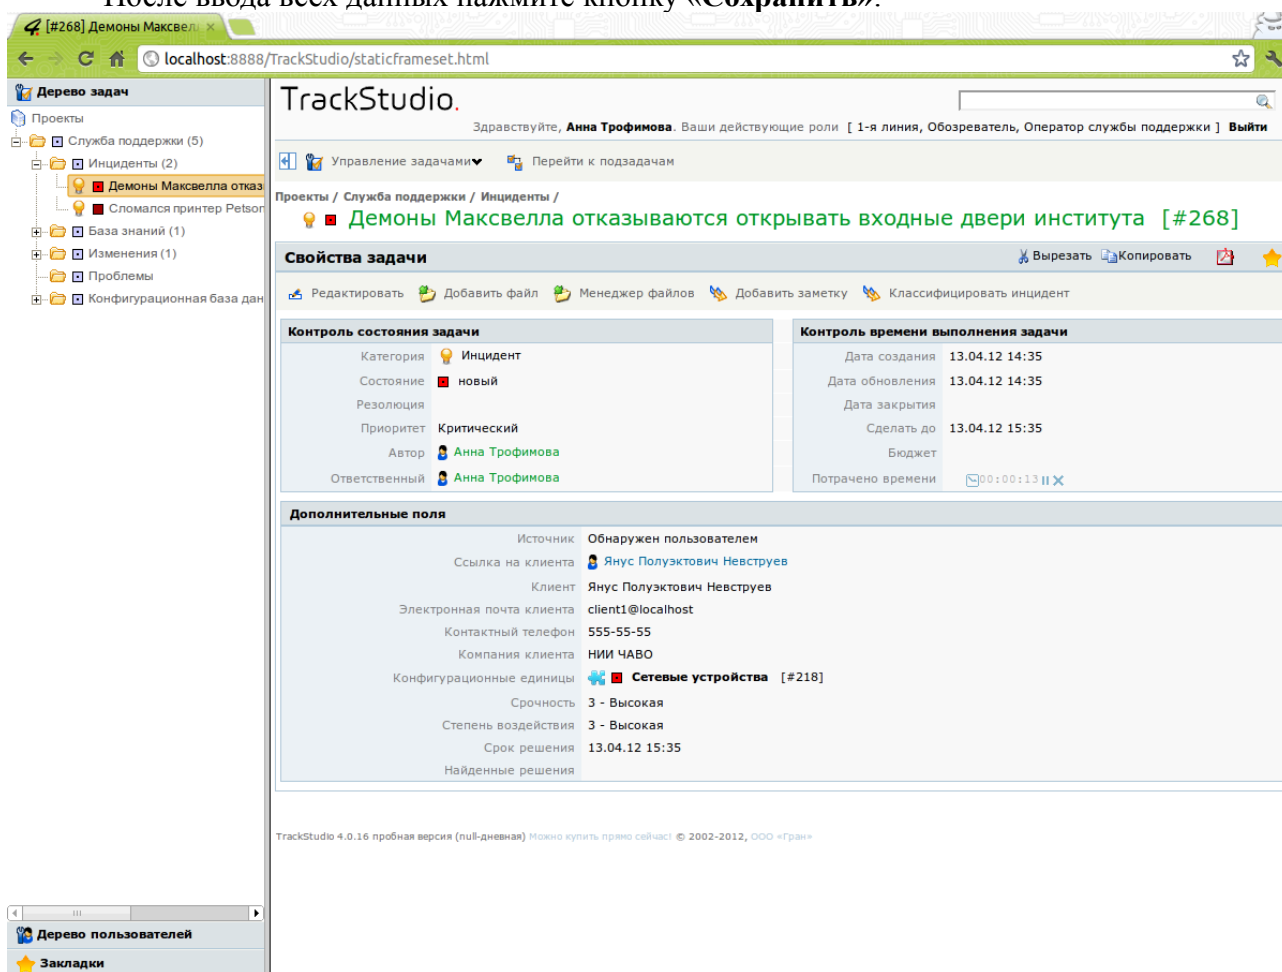 После ввода всех данных нажмите кнопку «Сохранить».
[#268] Демоны Максвел
localhost:8888/TrackStudio/staticframeset.html
Дерево задач
Проекты
Служба поддержки (5)
Инциденты (2)
Демоны Максвелла отказ
Сломался принтер Petson
База знаний (1)
Изменения (1)
Проблемы
Конфигурационная база дан
Дерево пользователей
Закладки
TrackStudio.
Здравствуйте, Анна Трофимова. Ваши действующие роли [ 1-я линия, Обозреватель, Оператор службы поддержки ] Выйти
Управление задачами Перейти к подзадачам
Проекты / Служба поддержки / Инциденты /
Демоны Максвелла отказываются открывать входные двери института [#268]
Свойства задачи Вырезать Копировать
Редактировать Добавить файл Менеджер файлов Добавить заметку Классифицировать инцидент
Контроль состояния задачи
Категория Инцидент
Состояние новый
Резолюция
Приоритет Критический
Автор Анна Трофимова
Ответственный Анна Трофимова
Контроль времени выполнения задачи
Дата создания 13.04.12 14:35
Дата обновления 13.04.12 14:35
Дата закрытия
Сделать до 13.04.12 15:35
Бюджет
Потрачено времени 00:00:13
Дополнительные поля
Источник Обнаружен пользователем
Ссылка на клиента Янус Полуэктович Невструев
Клиент Янус Полуэктович Невструев
Электронная почта клиента client1@localhost
Контактный телефон 555-55-55
Компания клиента НИИ ЧАВО
Конфигурационные единицы Сетевые устройства [#218]
Срочность 3 - Высокая
Степень воздействия 3 - Высокая
Срок решения 13.04.12 15:35
Найденные решения
TrackStudio 4.0.16 пробная версия (null-дневная) Можно купить прямо сейчас! © 2002-2012, ООО «Гран»